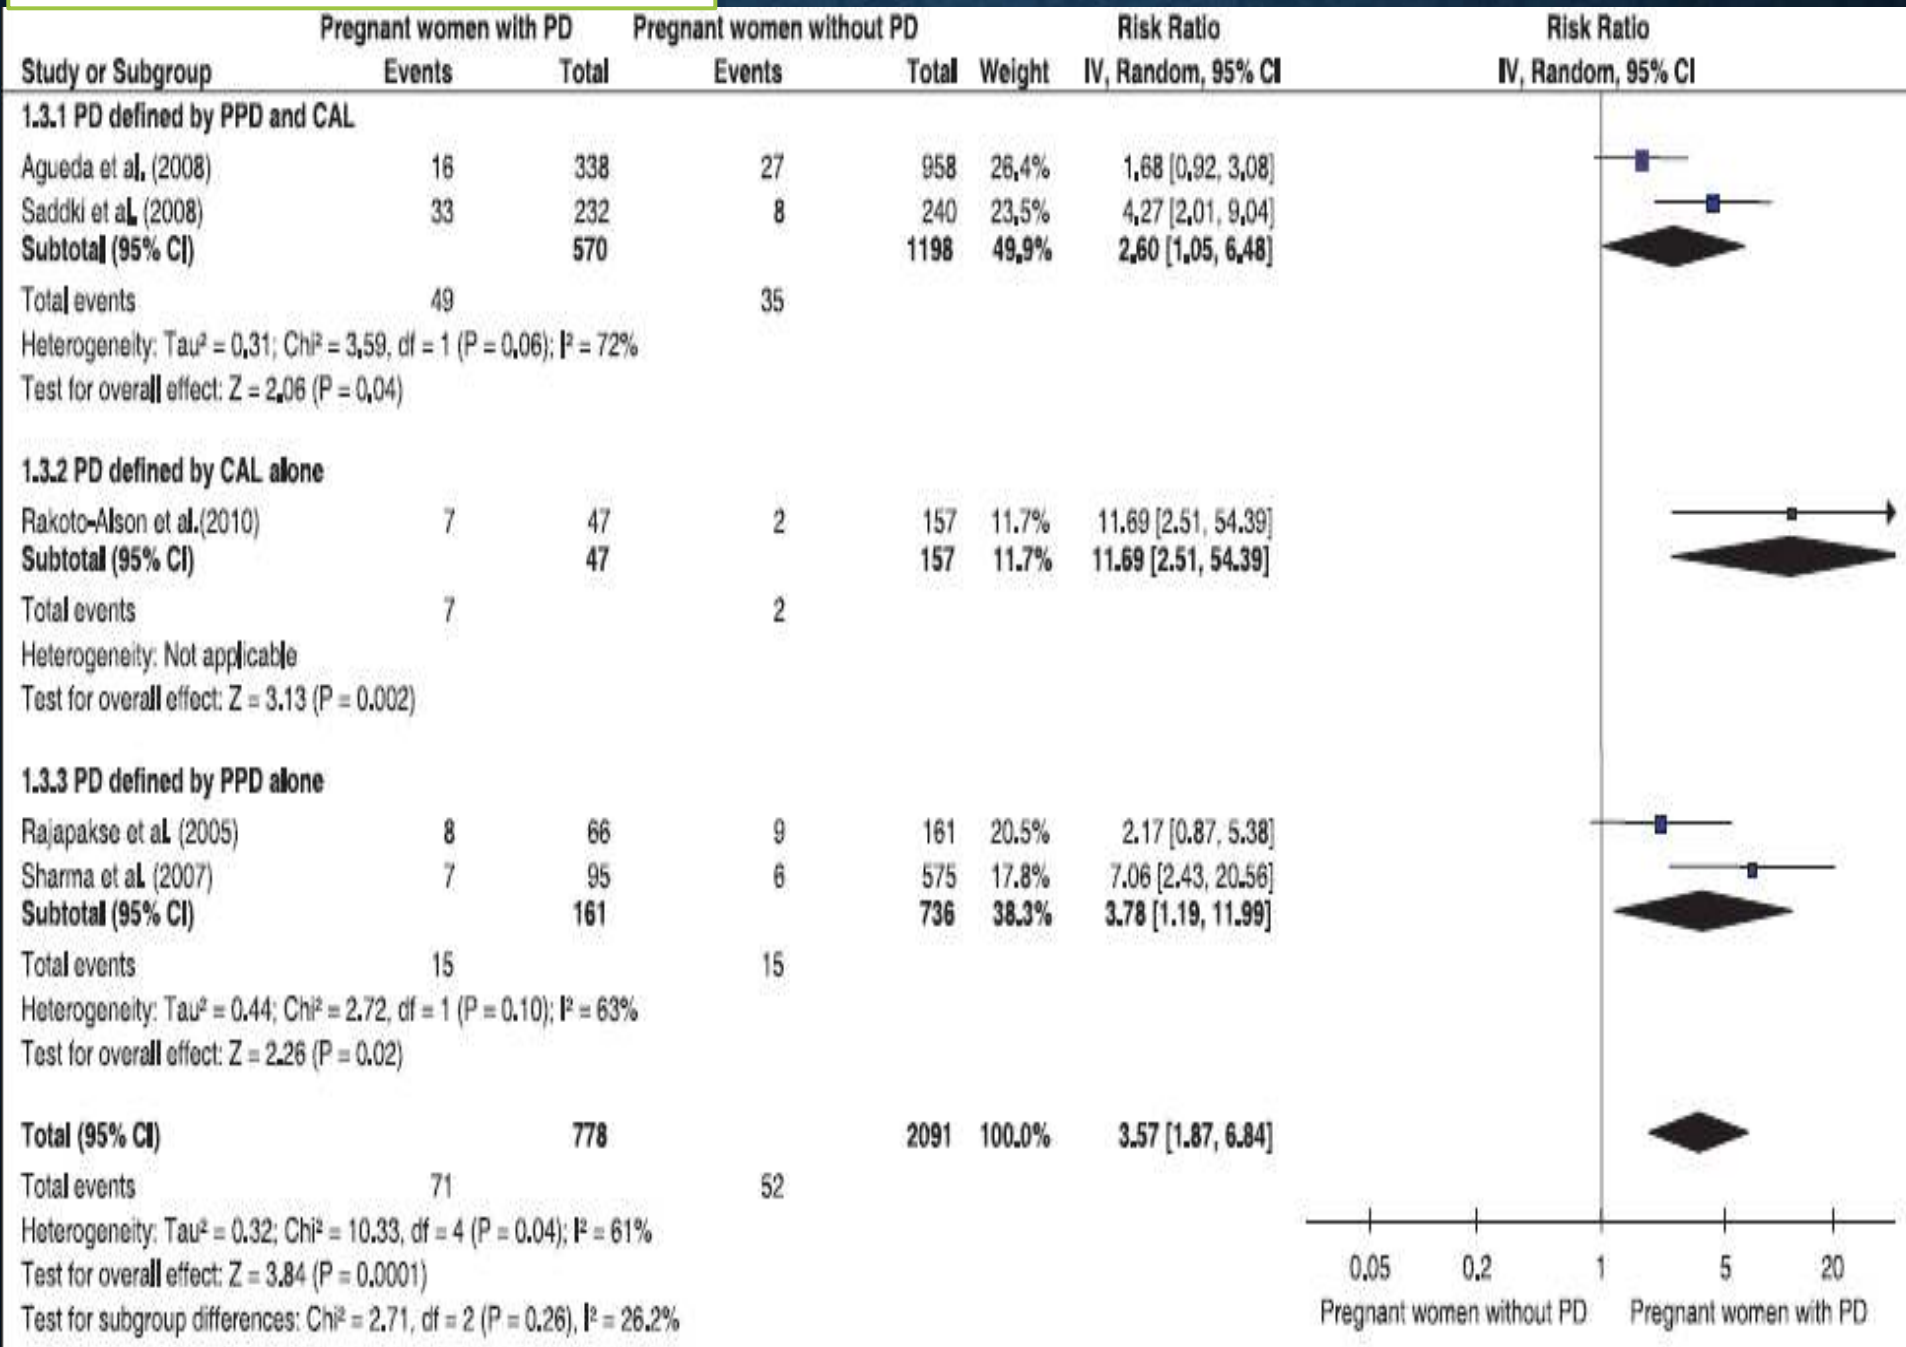 Pregnant women with PD Pregnant women without PD Risk Ratio Risk Ratio
Study or Subgroup Events Total Events Total Weight IV, Random, 95% CI IV, Random, 95% CI
1.3.1 PD defined by PPD and CAL
Agueda et al. (2008) 16 338 27 958 26,4% 1,68 [0,92, 3,08]
Saddki et al. (2008) 33 232 8 240 23,5% 4,27 [2,01, 9,04]
Subtotal (95% CI) 570 1198 49,9% 2,60 [1,05, 6,48]
Total events 49 35
Heterogeneity: Tau² = 0,31; Chi² = 3,59, df = 1 (P = 0,06); I² = 72%
Test for overall effect: Z = 2,06 (P = 0,04)
1.3.2 PD defined by CAL alone
Rakoto-Alson et al.(2010) 7 47 2 157 11.7% 11.69 [2.51, 54.39]
Subtotal (95% CI) 47 157 11.7% 11.69 [2.51, 54.39]
Total events 7 2
Heterogeneity: Not applicable
Test for overall effect: Z = 3.13 (P = 0.002)
1.3.3 PD defined by PPD alone
Rajapakse et al. (2005) 8 66 9 161 20.5% 2.17 [0.87, 5.38]
Sharma et al. (2007) 7 95 6 575 17.8% 7.06 [2.43, 20.56]
Subtotal (95% CI) 161 736 38.3% 3.78 [1.19, 11.99]
Total events 15 15
Heterogeneity: Tau² = 0.44; Chi² = 2.72, df = 1 (P = 0.10); I² = 63%
Test for overall effect: Z = 2.26 (P = 0.02)
Total (95% CI) 778 2091 100.0% 3.57 [1.87, 6.84]
Total events 71 52
Heterogeneity: Tau² = 0.32; Chi² = 10.33, df = 4 (P = 0.04); I² = 61%
Test for overall effect: Z = 3.84 (P = 0.0001)
Test for subgroup differences: Chi² = 2.71, df = 2 (P = 0.26), I² = 26.2%
0.05 0.2 1 5 20
Pregnant women without PD Pregnant women with PD